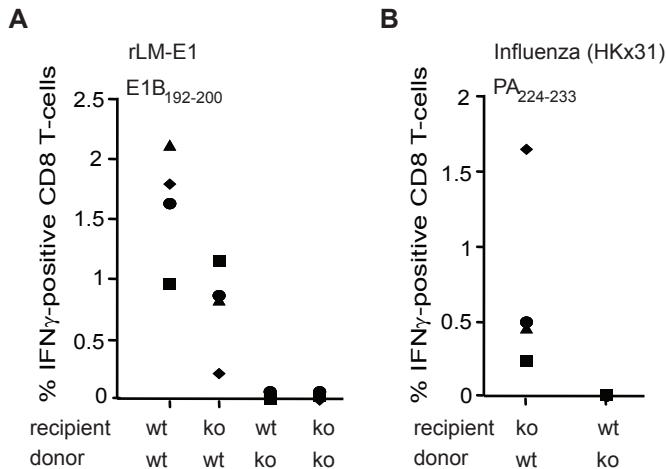 A
rLM-E1
E1B192-200
% IFNγ-positive CD8 T-cells
2.5
2
1.5
1
0.5
0
recipient wt ko wt ko
donor wt wt ko ko
B
Influenza (HKx31)
PA224-233
% IFNγ-positive CD8 T-cells
2
1.5
1
0.5
0
recipient ko wt
donor wt ko